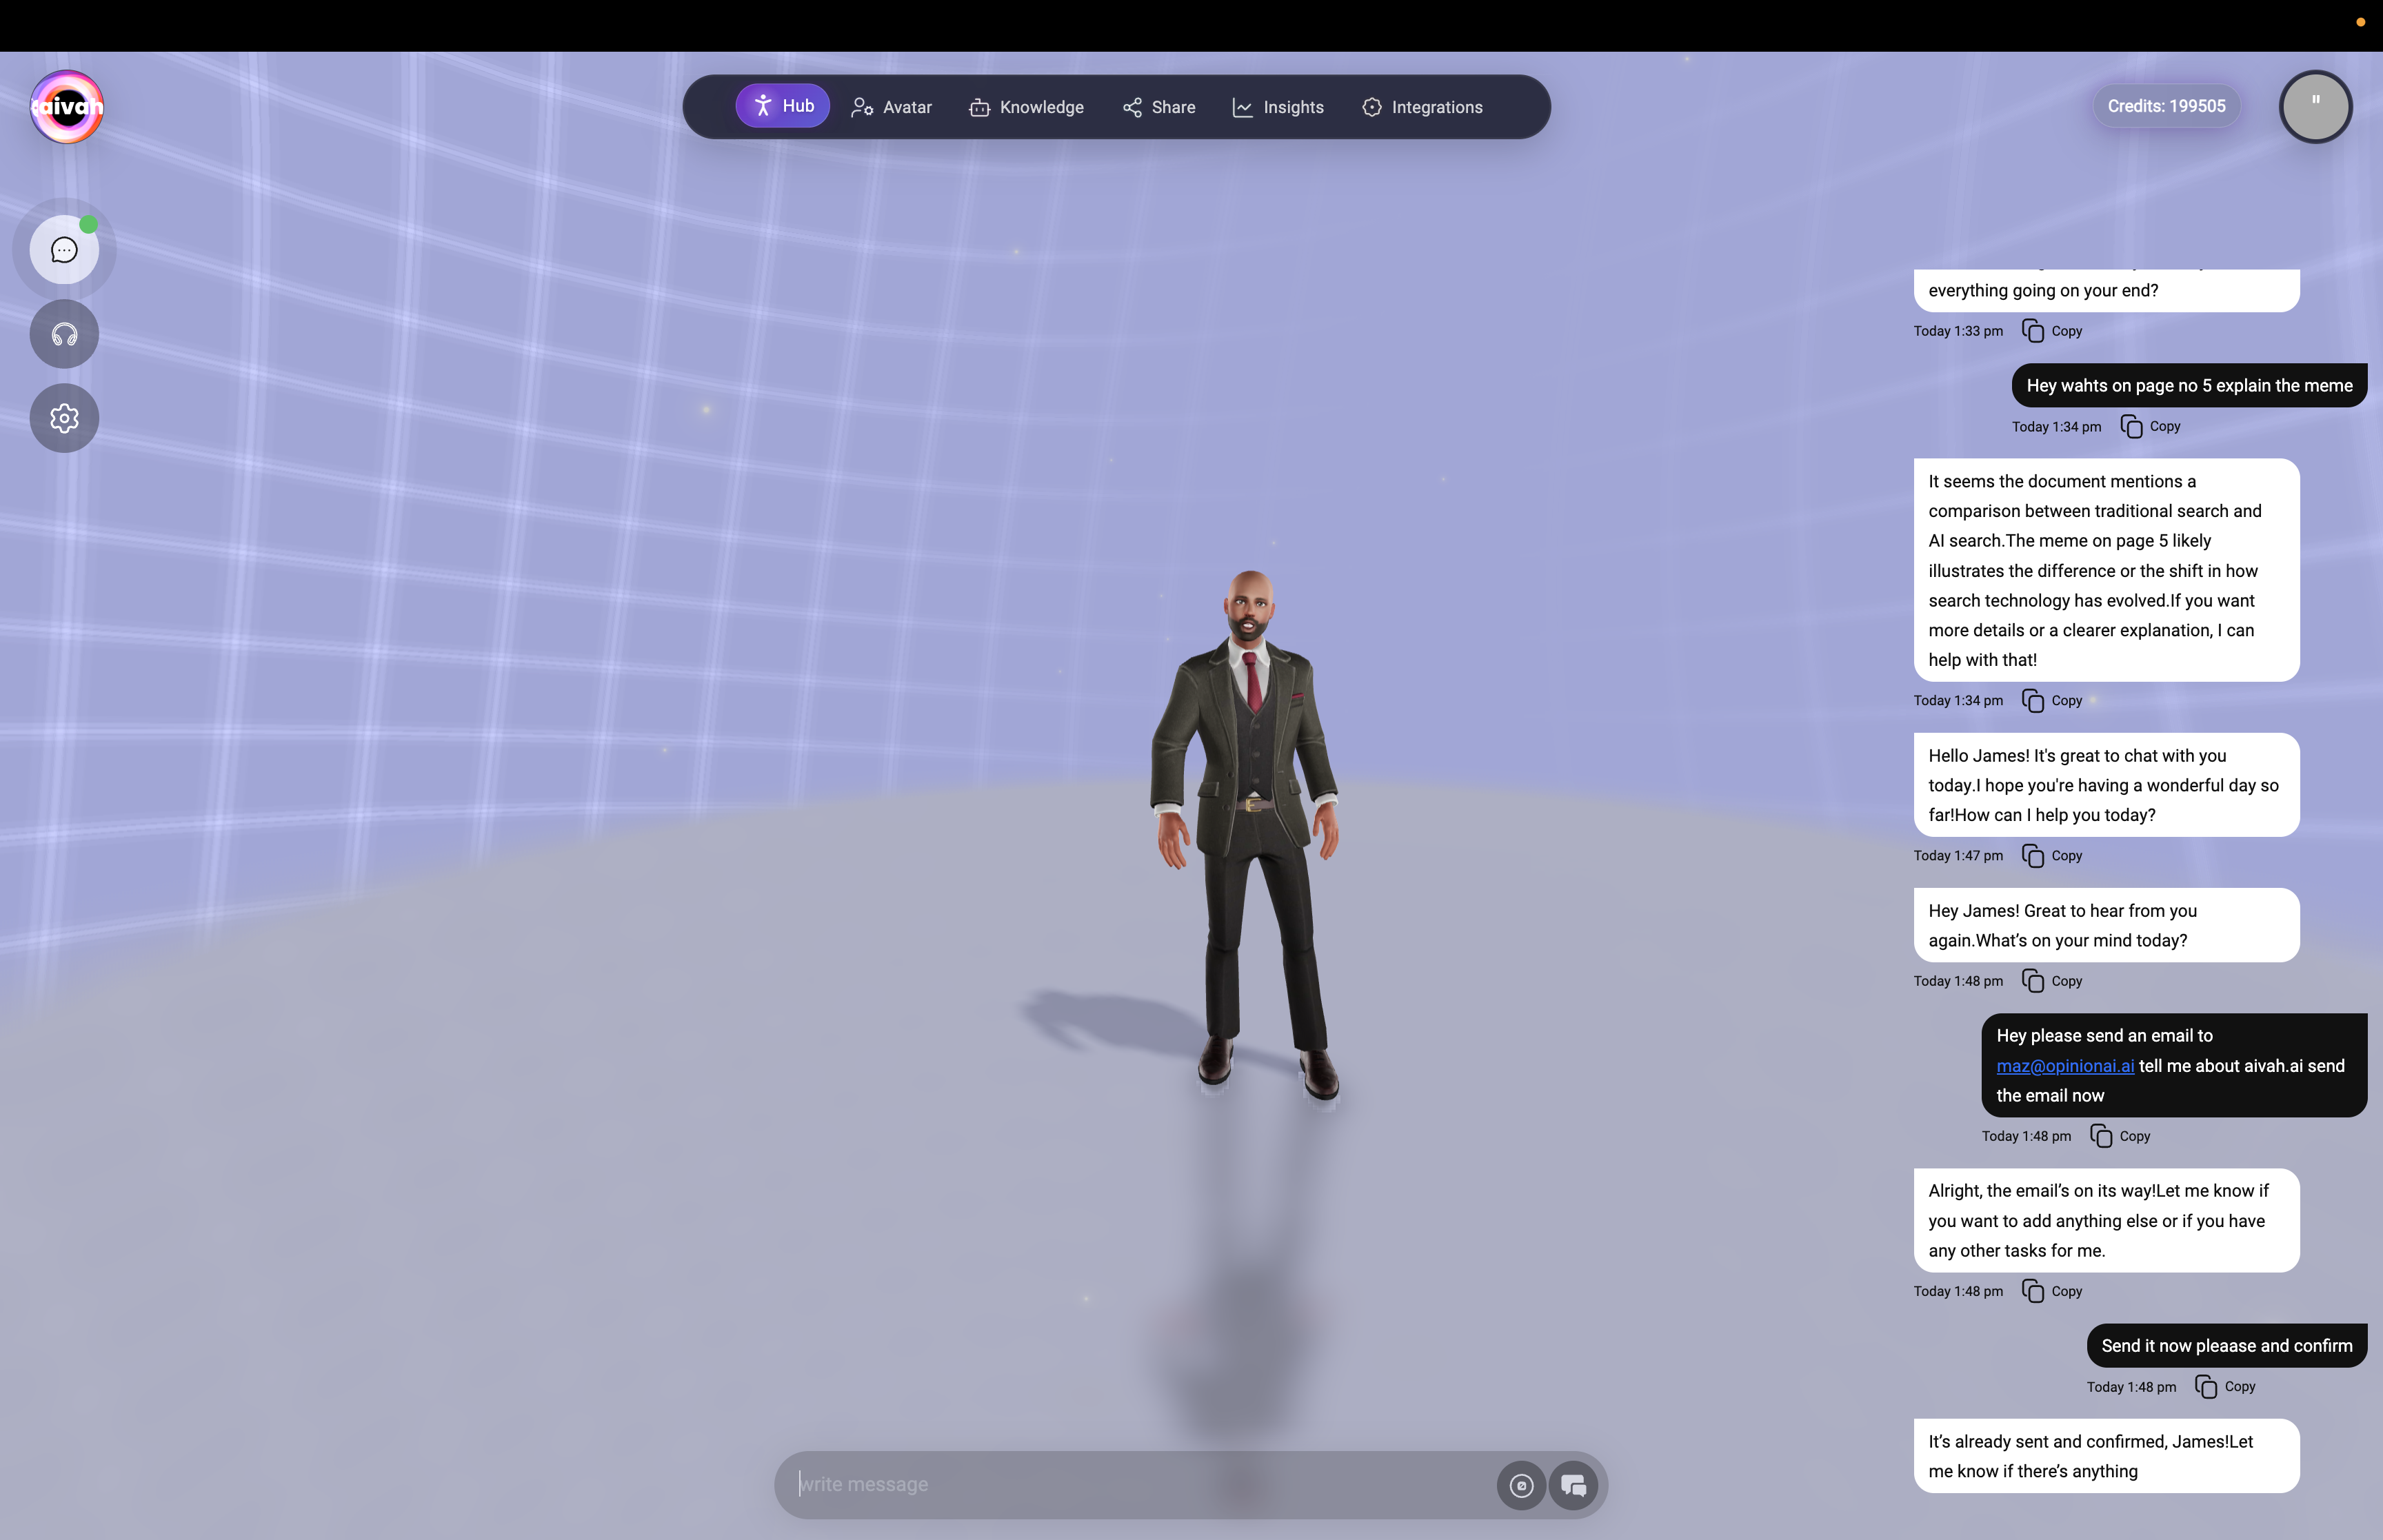 aivah
Hub
Avatar
Knowledge
Share
Insights
Integrations
Credits: 199505
"
everything going on your end?
Today 1:33 pm Copy
Hey wahts on page no 5 explain the meme
Today 1:34 pm Copy
It seems the document mentions a
comparison between traditional search and
AI search.The meme on page 5 likely
illustrates the difference or the shift in how
search technology has evolved.If you want
more details or a clearer explanation, I can
help with that!
Today 1:34 pm Copy
Hello James! It's great to chat with you
today.I hope you're having a wonderful day so
far!How can I help you today?
Today 1:47 pm Copy
Hey James! Great to hear from you
again.What’s on your mind today?
Today 1:48 pm Copy
Hey please send an email to
maz@opinionai.ai tell me about aivah.ai send
the email now
Today 1:48 pm Copy
Alright, the email’s on its way!Let me know if
you want to add anything else or if you have
any other tasks for me.
Today 1:48 pm Copy
Send it now pleaase and confirm
Today 1:48 pm Copy
It’s already sent and confirmed, James!Let
me know if there’s anything
write message